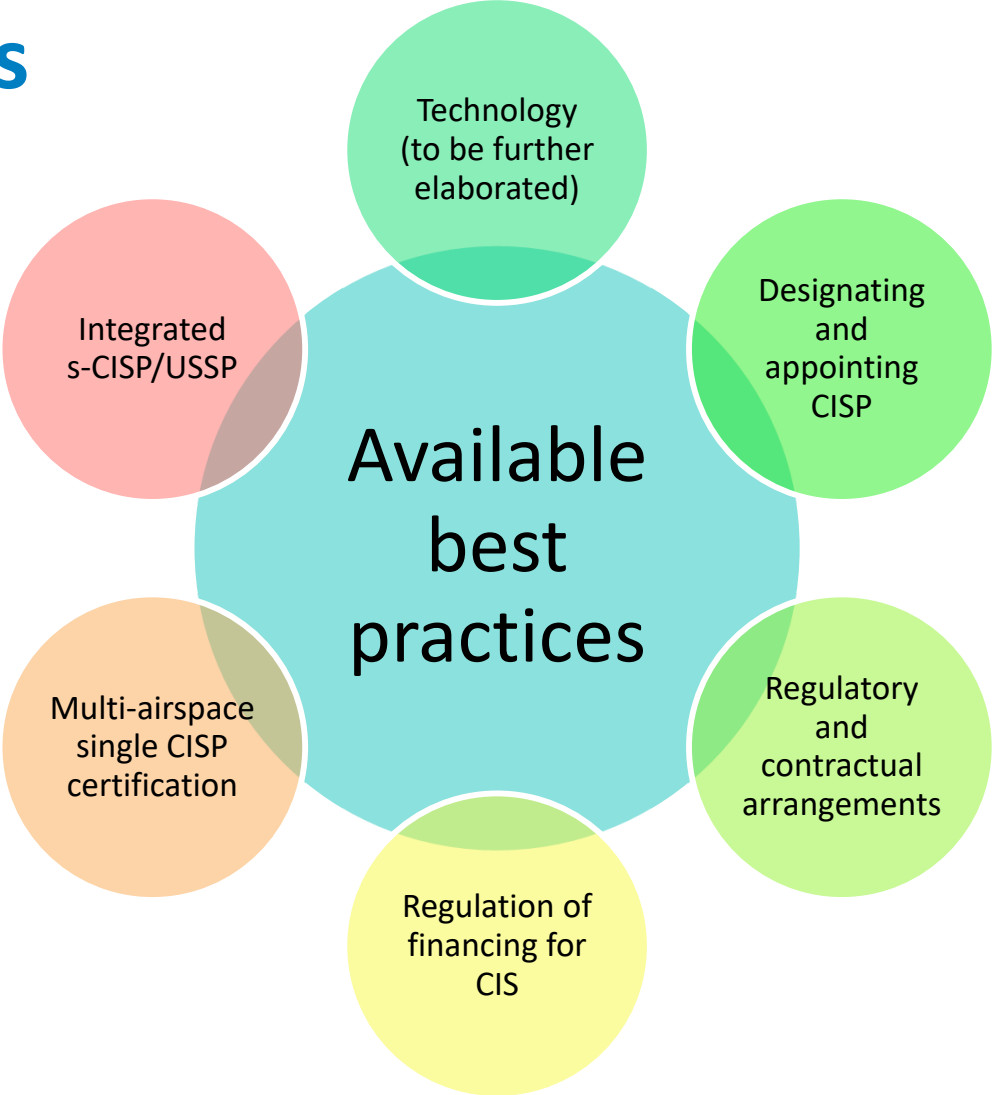 s
Technology
(to be further
elaborated)
Designating
and
appointing
CISP
Regulatory
and
contractual
arrangements
Regulation of
financing for
CIS
Multi-airspace
single CISP
certification
Integrated
s-CISP/USSP
Available
best
practices